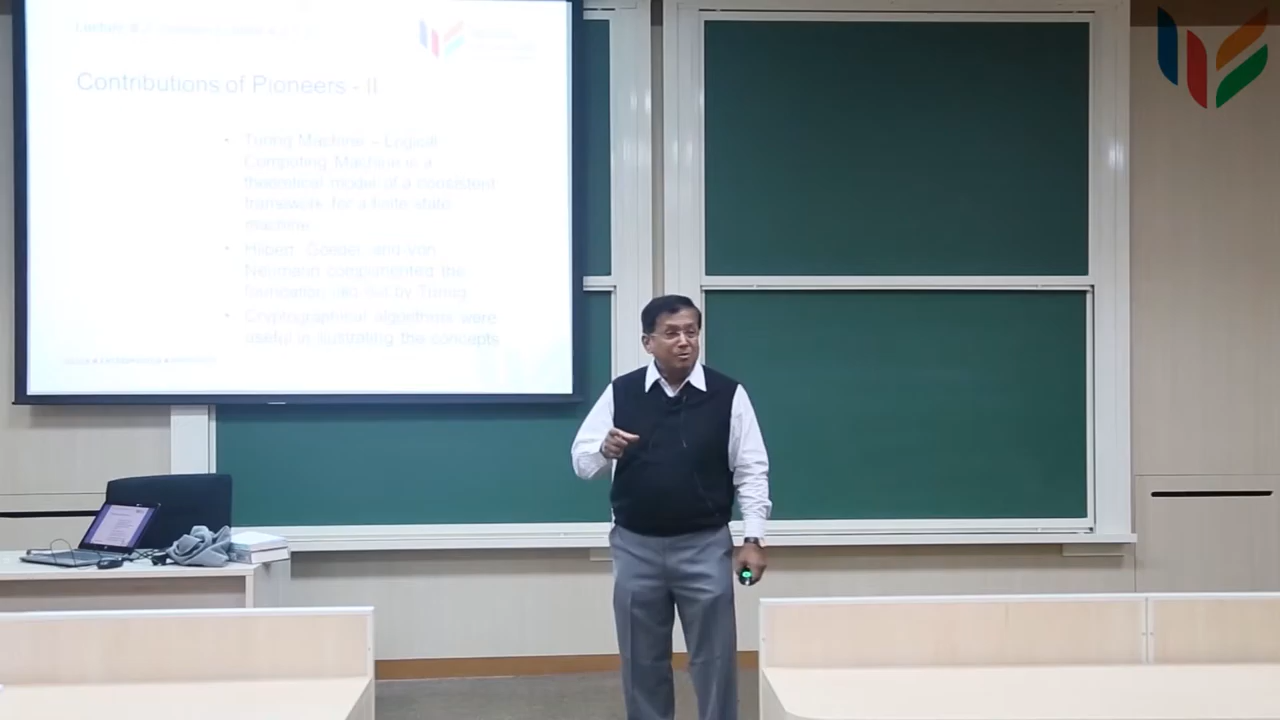 Contributions of Pioneers - II
• Turing Machine – Logical
Computing Machine is a
theoretical model of a consistent
framework for a finite state
machine
• Hilbert, Goedel and von
Neumann complemented the
foundation laid out by Turing
• Cryptographical algorithms were
useful in illustrating the concepts